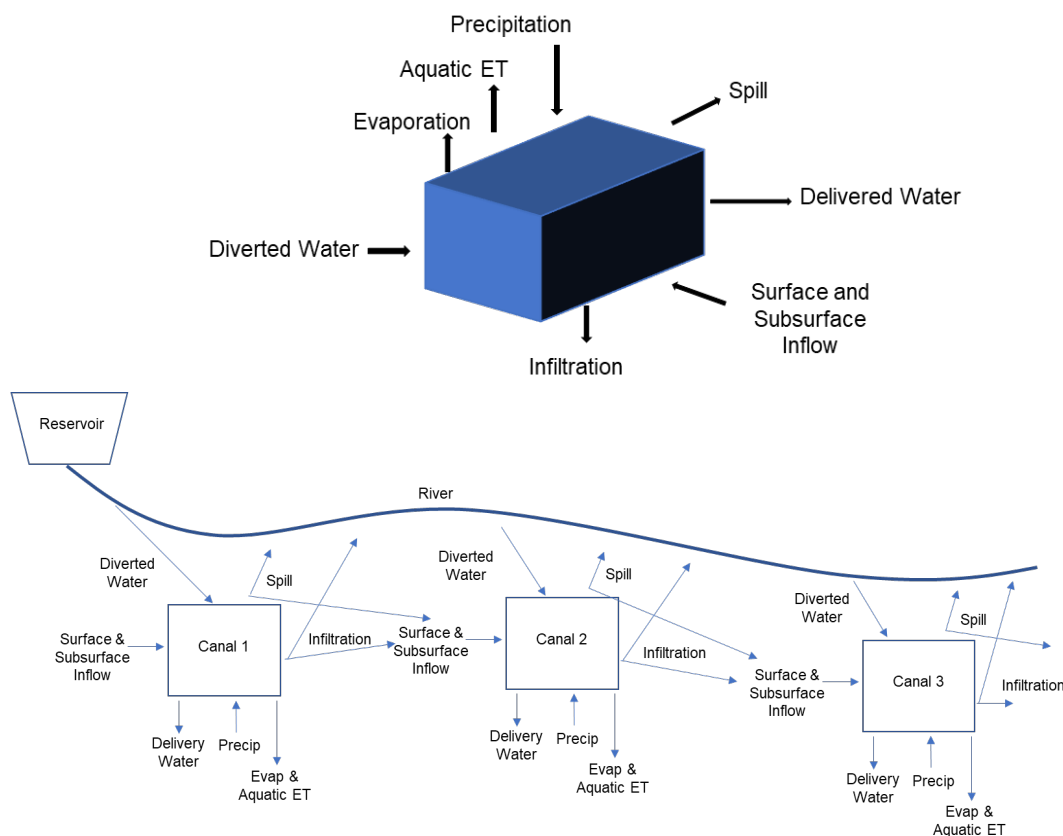 Precipitation
Aquatic ET
Spill
Evaporation
Delivered Water
Diverted Water
Surface and
Subsurface
Inflow
Infiltration
Reservoir
River
Diverted
Water
Spill
Surface &
Subsurface
Inflow
Canal 1
Infiltration
Delivery
Water
Precip
Evap &
Aquatic ET
Diverted
Water
Spill
Surface &
Subsurface
Inflow
Canal 2
Infiltration
Delivery
Water
Precip
Evap &
Aquatic ET
Diverted
Water
Spill
Surface &
Subsurface
Inflow
Canal 3
Infiltration
Delivery
Water
Precip
Evap &
Aquatic ET